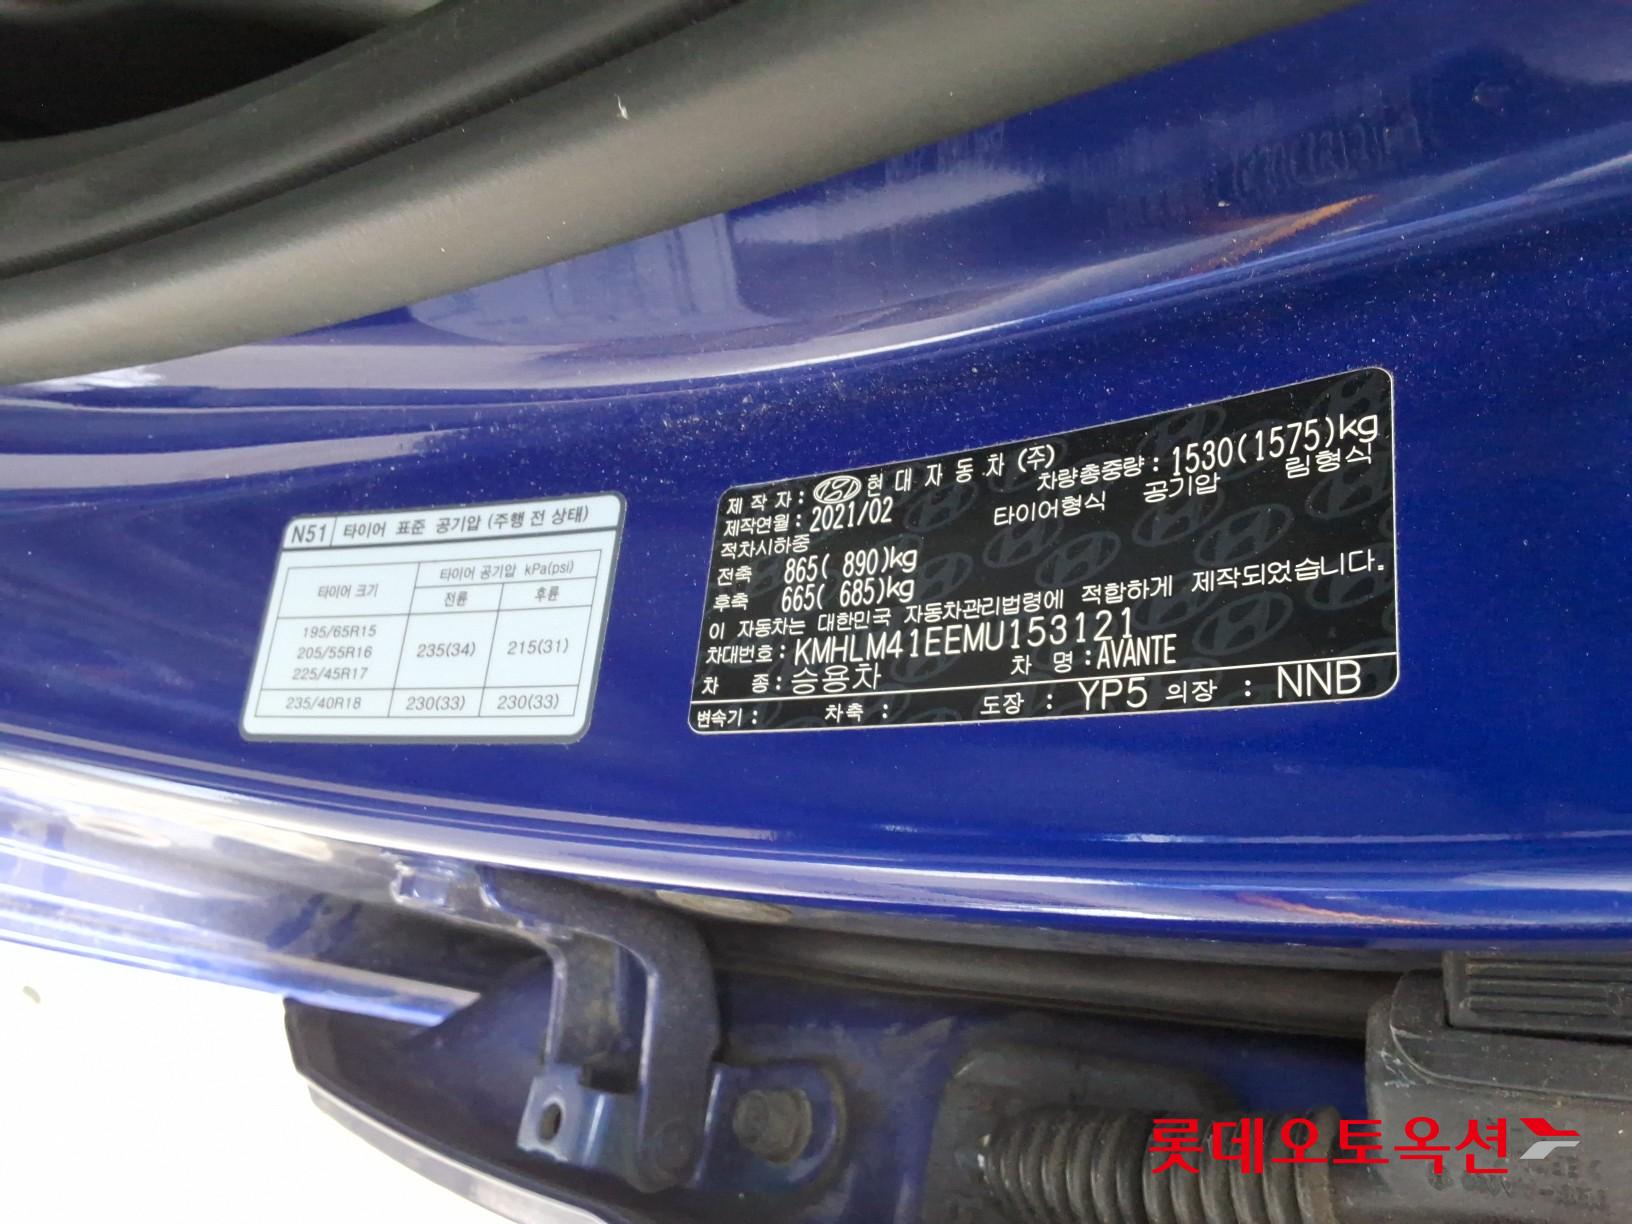 N51 타이어 표준 공기압 (주행 전 상태)
타이어 크기
타이어 공기압 kPa(psi)
전륜 후륜
195/65R15
205/55R16
225/45R17
235(34) 215(31)
235/40R18 230(33) 230(33)
제 작 자 : 현 대 자 동 차 (주)
차량총중량 : 1530(1575)kg
제작연월 : 2021/02
타이어형식 공기압 림형식
적차시하중
전축 865( 890)kg
후축 665( 685)kg
이 자동차는 대한민국 자동차관리법령에 적합하게 제작되었습니다.
차대번호 : KMHLM41EEMU153121
차 종 : 승용차 차 명 : AVANTE
변속기 : 차축 : 도장 : YP5 의장 : NNB
롯데오토옥션